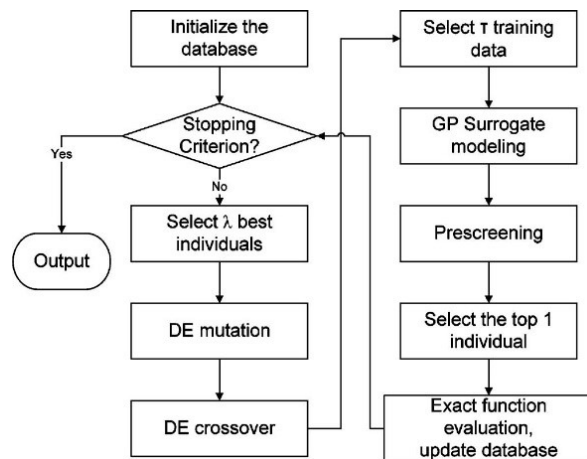 Initialize the
database
Stopping
Criterion?
Yes
No
Output
Select λ best
individuals
DE mutation
DE crossover
Select τ training
data
GP Surrogate
modeling
Prescreening
Select the top 1
individual
Exact function
evaluation,
update database